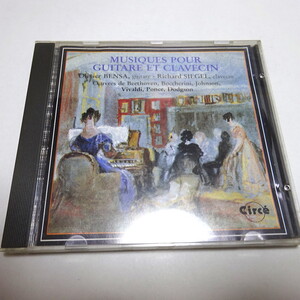 MUSIQUES POUR
GUITARE ET CLAVECIN
Olivier BENSA, guitare - Richard SIEGEL, clavecin
Œuvres de Beethoven, Boccherini, Johnson,
Vivaldi, Ponce, Duégano
Circé